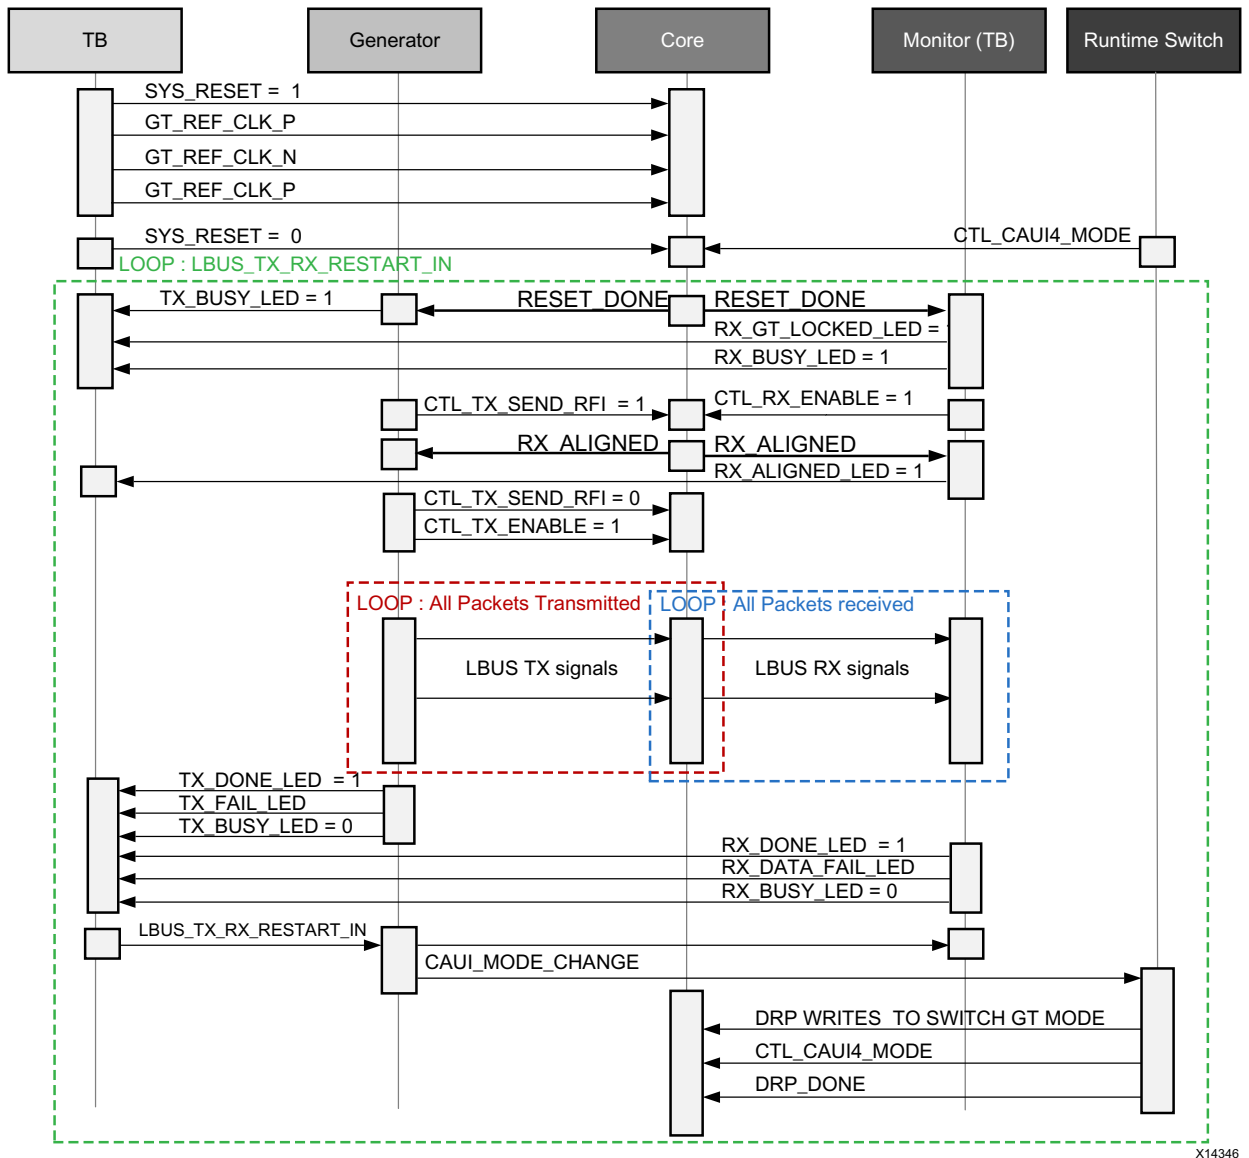 TB
Generator
Core
Monitor (TB)
Runtime Switch
SYS_RESET = 1
GT_REF_CLK_P
GT_REF_CLK_N
GT_REF_CLK_P
SYS_RESET = 0
CTL_CAUI4_MODE
LOOP : LBUS_TX_RX_RESTART_IN
TX_BUSY_LED = 1
RESET_DONE
RESET_DONE
RX_GT_LOCKED_LED = 1
RX_BUSY_LED = 1
CTL_TX_SEND_RFI = 1
CTL_RX_ENABLE = 1
RX_ALIGNED
RX_ALIGNED
RX_ALIGNED_LED = 1
CTL_TX_SEND_RFI = 0
CTL_TX_ENABLE = 1
LOOP : All Packets Transmitted
LOOP : All Packets received
LBUS TX signals
LBUS RX signals
TX_DONE_LED = 1
TX_FAIL_LED
TX_BUSY_LED = 0
RX_DONE_LED = 1
RX_DATA_FAIL_LED
RX_BUSY_LED = 0
LBUS_TX_RX_RESTART_IN
CAUI_MODE_CHANGE
DRP WRITES TO SWITCH GT MODE
CTL_CAUI4_MODE
DRP_DONE
X14346